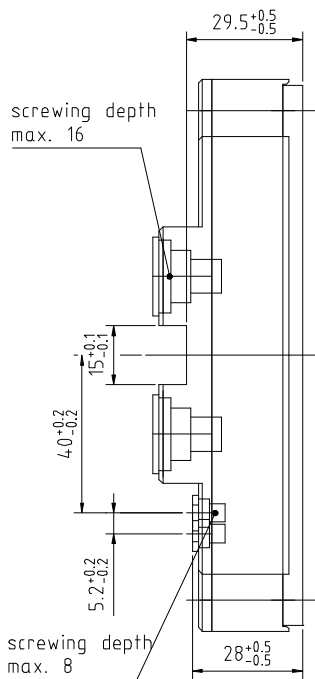 29.5+0.5 -0.5
screwing depth
max. 16
15+0.1 -0.1
40+0.2 -0.2
5.2+0.2 -0.2
screwing depth
max. 8
28+0.5 -0.5